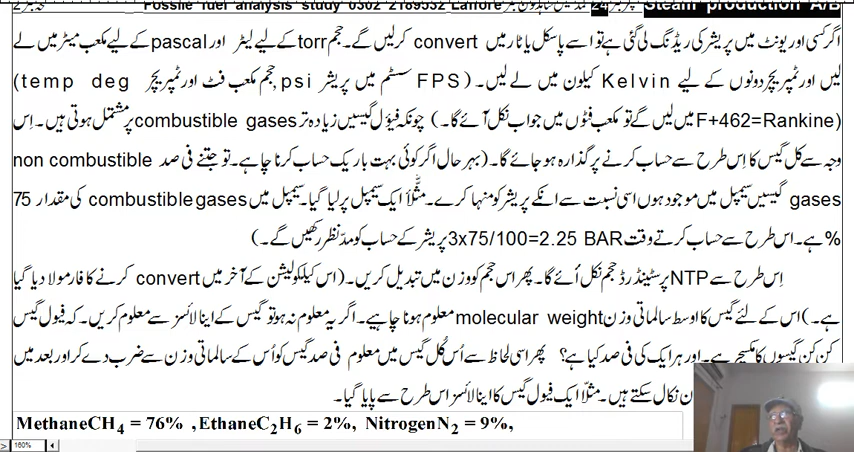 Steam production A/B 24 Fossile fuel analysis study 0302 2189532 Lahore
اگر کسی اور یونٹ میں پریشر کی ریڈنگ لی گئی ہے تو اسے پاسکل یا ٹار میں convert کرلیں گے۔ حجم torr کے لیے لیٹر اور pascal کے لیے مکعب میٹر میں لے
لیں اور ٹمپریچر دونوں کے لیے Kelvin کیلون میں لے لیں۔ (FPS سسٹم میں پریشر psi, حجم مکعب فٹ اور ٹمپریچر temp deg)
(F+462=Rankine میں لیں گے تو مکعب فٹوں میں جواب نکل آئے گا۔) چونکہ فیؤل گیسیں زیادہ تر combustible gases پر مشتمل ہوتی ہیں۔ اِس
وجہ سے کل گیس کا اِس طرح سے حساب کرنے پر گذارہ ہو جائے گا۔ (بہر حال اگر کوئی بہت باریک حساب کرنا چاہے۔ تو جتنے فی صد non combustible
gases گیسیں سیمپل میں موجود ہوں اسی نسبت سے انکے پریشر کو منہا کرے۔ مثلًا ایک سیمپل پر لیا گیا۔ سیمپل میں combustible gases کی مقدار 75
% ہے۔ اس طرح سے حساب کرتے وقت 3x75/100=2.25 BAR پریشر کے حساب کو مدّ نظر رکھیں گے۔)
اِس طرح سے NTP پر سٹینڈرڈ حجم نکل آئے گا۔ پھر اس حجم کو وزن میں تبدیل کریں۔ (اس کیلکولیشن کے آخر میں convert کرنے کا فارمولا دیا گیا
ہے۔) اس کے لئے گیس کا اوسط سالماتی وزن molecular weight معلوم ہونا چاہیے۔ اگر یہ معلوم نہ ہو تو گیس کے اینالائسز سے معلوم کریں۔ کہ فیول گیس
کن کن گیسوں کا مکسچر ہے۔ اور ہر ایک کی فی صد کیا ہے؟ پھر اسی لحاظ سے اُس کُل گیس میں معلوم فی صد گیس کو اُس کے سالماتی وزن سے ضرب دے کر اور بعد میں
ن نکال سکتے ہیں۔ مثلاً ایک فیول گیس کا اینالائسز اس طرح سے پایا گیا۔
MethaneCH4 = 76% , EthaneC2H6 = 2%, NitrogenN2 = 9%,
160%